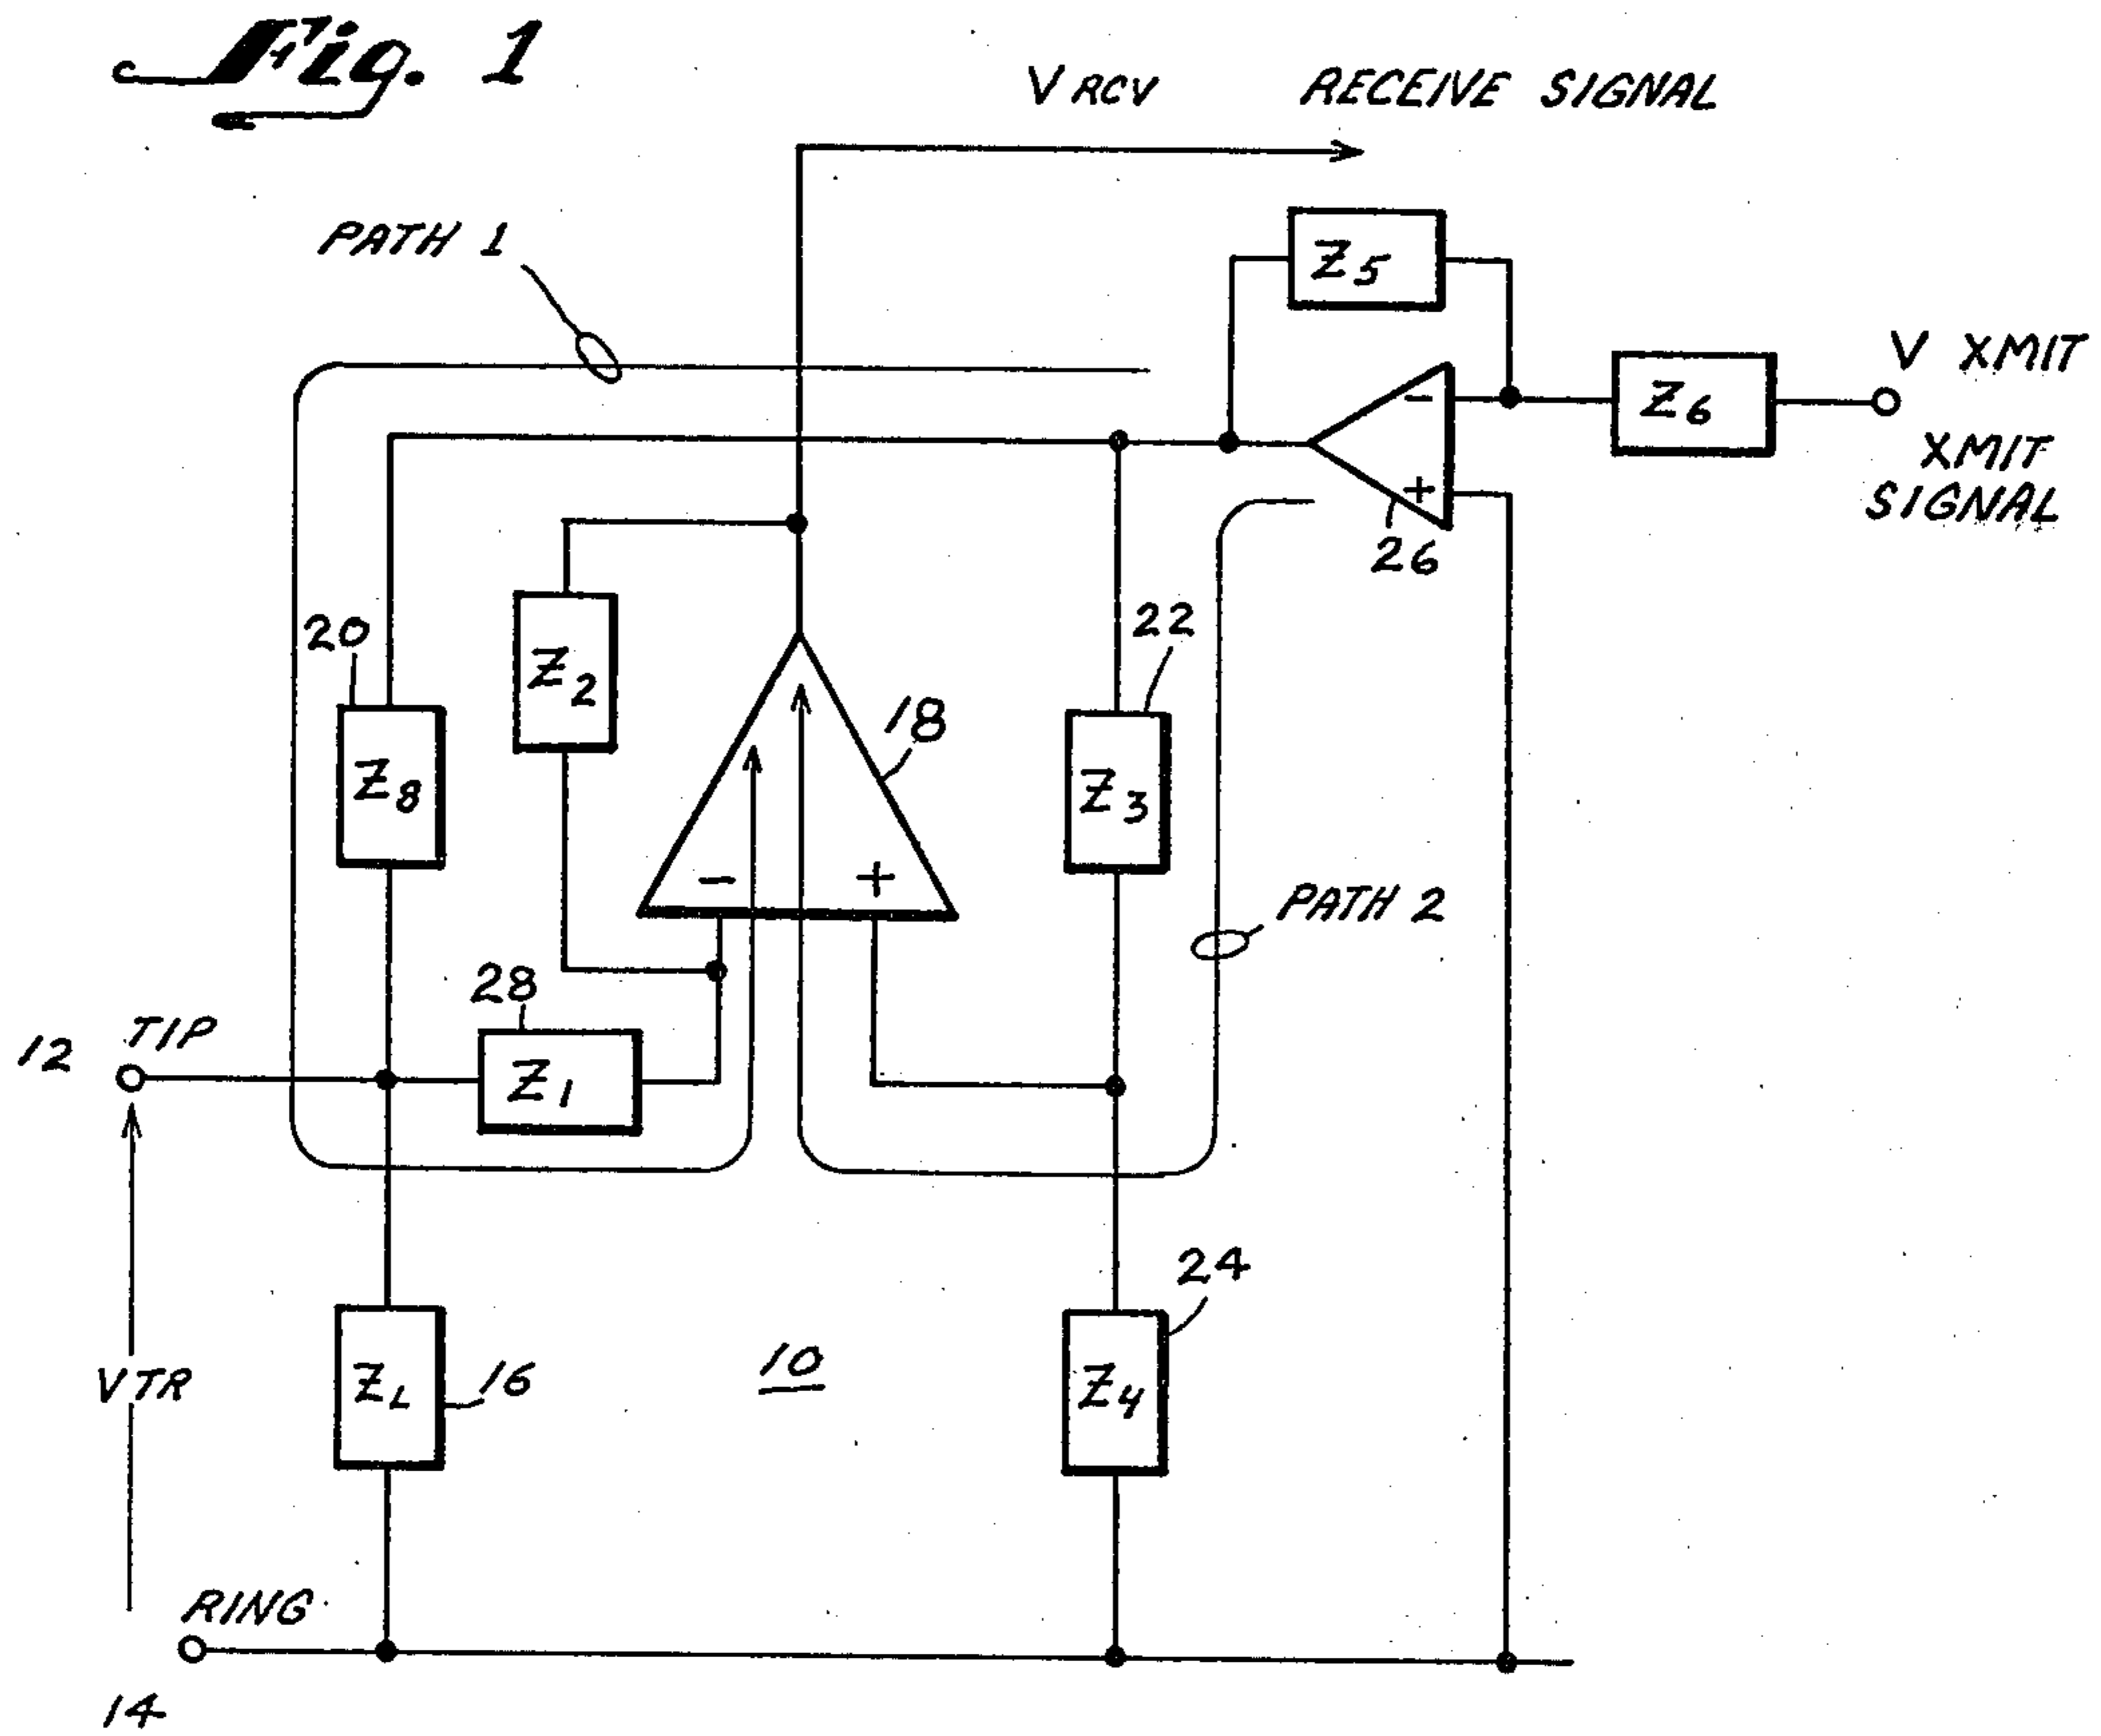 Fig. 1
VRCV RECEIVE SIGNAL
PATH 1
Z5
V XMIT
Z6
XMIT
SIGNAL
-
+
26
20
22
Z2
18
Z8
Z3
-
+
PATH 2
28
12 TIP
Z1
24
VTR
ZL
16
10
Z4
RING
14